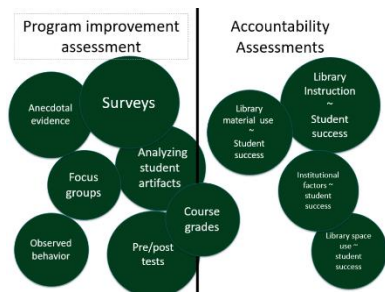 Program improvement
assessment
Anecdotal
evidence
Surveys
Focus
groups
Analyzing
student
artifacts
Course
grades
Observed
behavior
Pre/post
tests
Accountability
Assessments
Library
Instruction ~
Student
success
Library
material use
~
Student
success
Institutional
factors ~
student
success
Library space
use ~
student
success